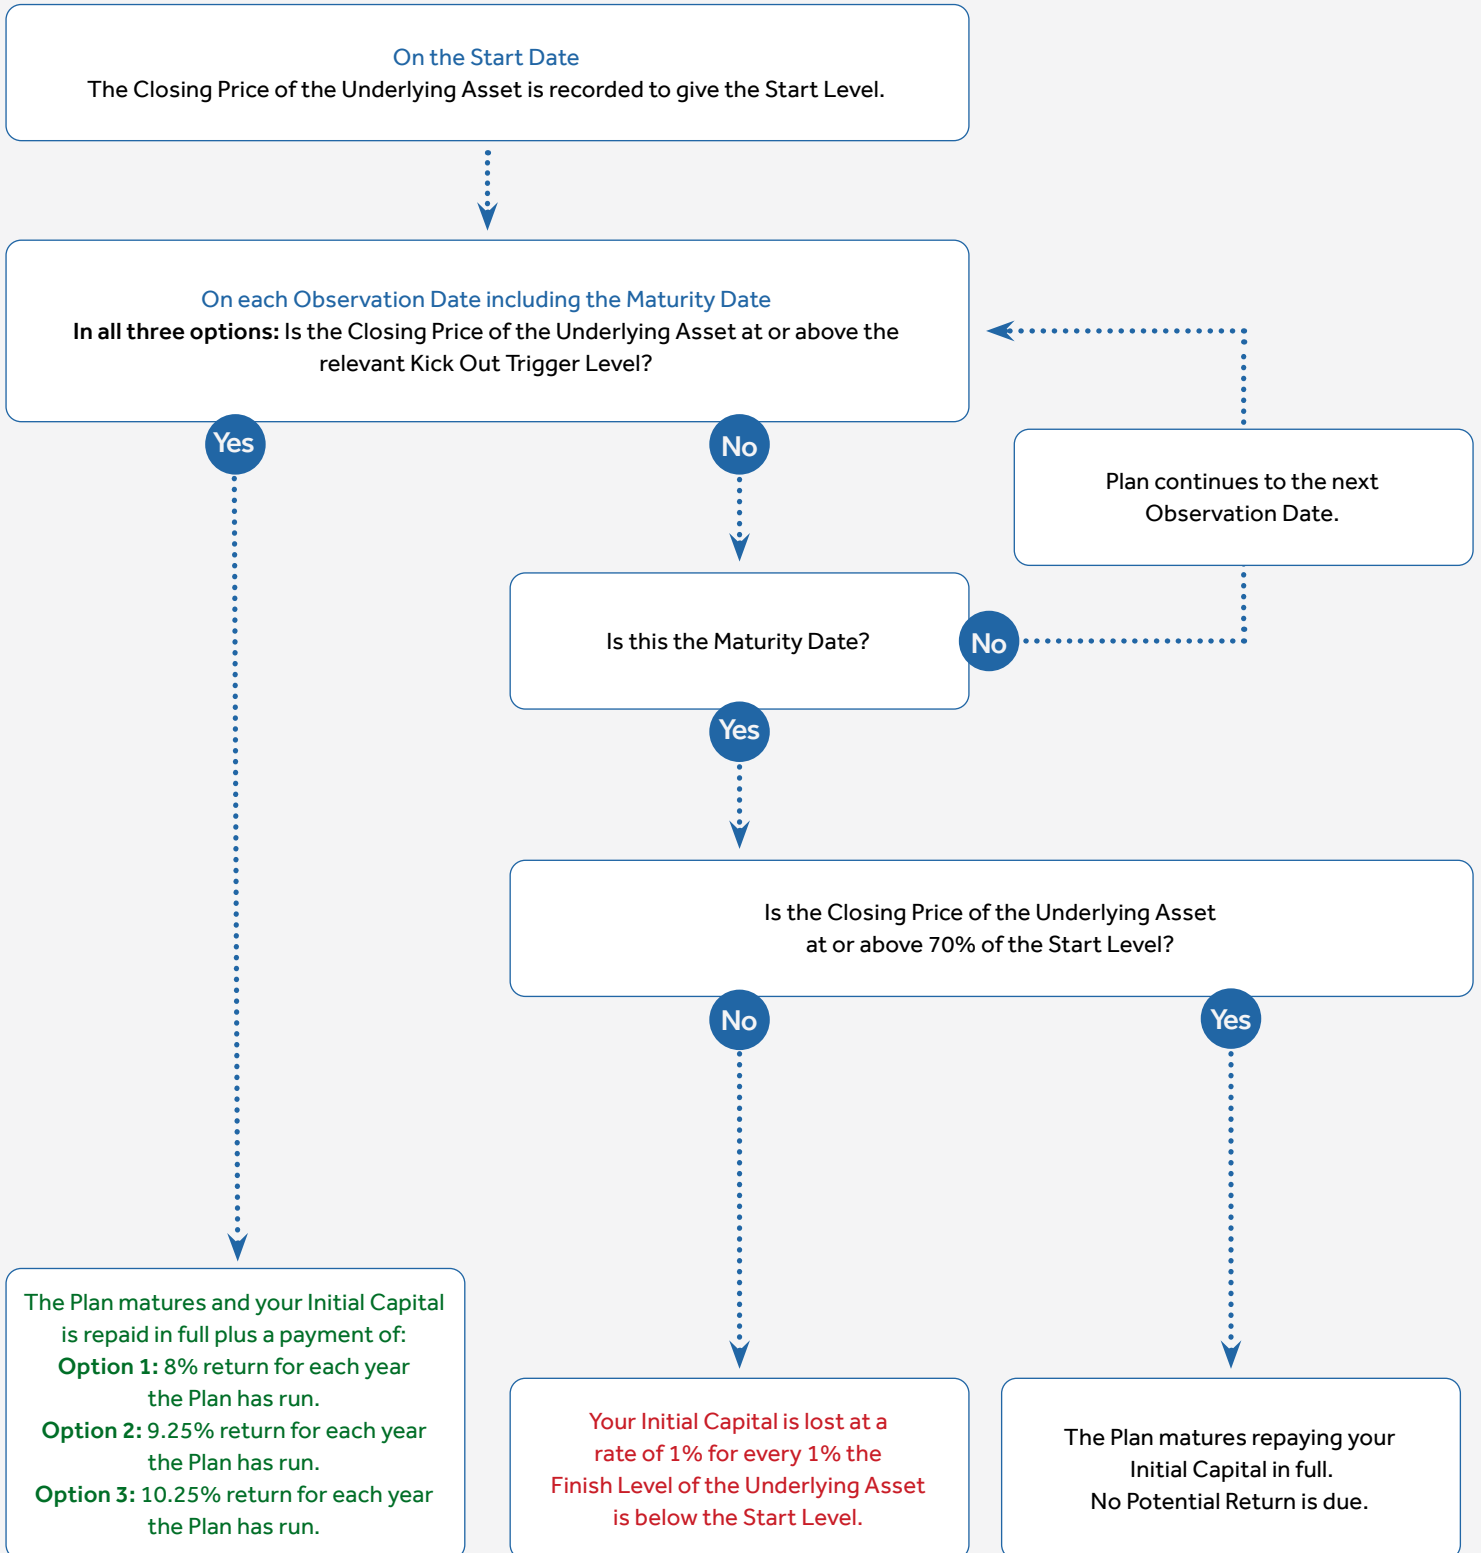 On the Start Date
The Closing Price of the Underlying Asset is recorded to give the Start Level.
On each Observation Date including the Maturity Date
In all three options: Is the Closing Price of the Underlying Asset at or above the
relevant Kick Out Trigger Level?
Yes
No
Plan continues to the next
Observation Date.
Is this the Maturity Date?
No
Yes
Is the Closing Price of the Underlying Asset
at or above 70% of the Start Level?
No
Yes
The Plan matures and your Initial Capital
is repaid in full plus a payment of:
Option 1: 8% return for each year
the Plan has run.
Option 2: 9.25% return for each year
the Plan has run.
Option 3: 10.25% return for each year
the Plan has run.
Your Initial Capital is lost at a
rate of 1% for every 1% the
Finish Level of the Underlying Asset
is below the Start Level.
The Plan matures repaying your
Initial Capital in full.
No Potential Return is due.